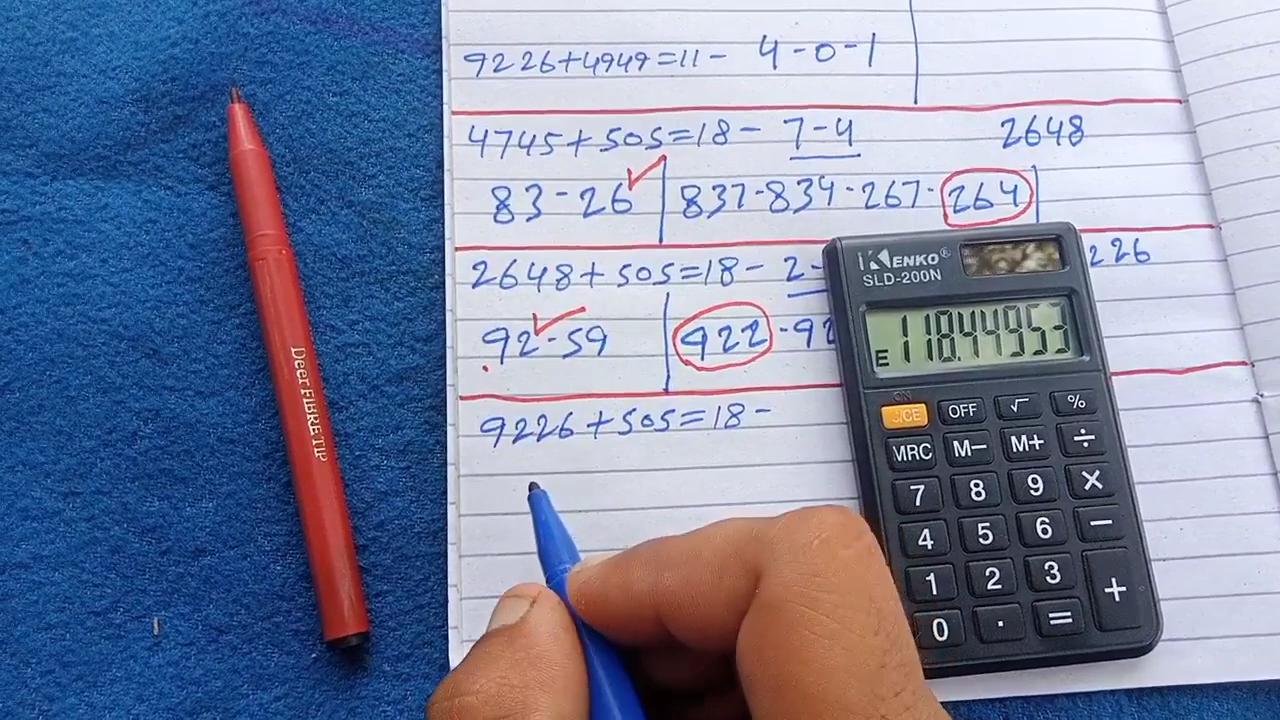 9226+4949=11- 4-0-1
4745+505=18- 7-4 2648
83-26 837-834-267-264
2648+505=18- 2- 226
92-59 922-92
9226+505=18-
KENKO®
SLD-200N
E 118.44953
ON
/CE OFF √ %
MRC M- M+ ÷
7 8 9 ×
4 5 6 -
1 2 3 +
0 . =
Deer FIBRE TIP